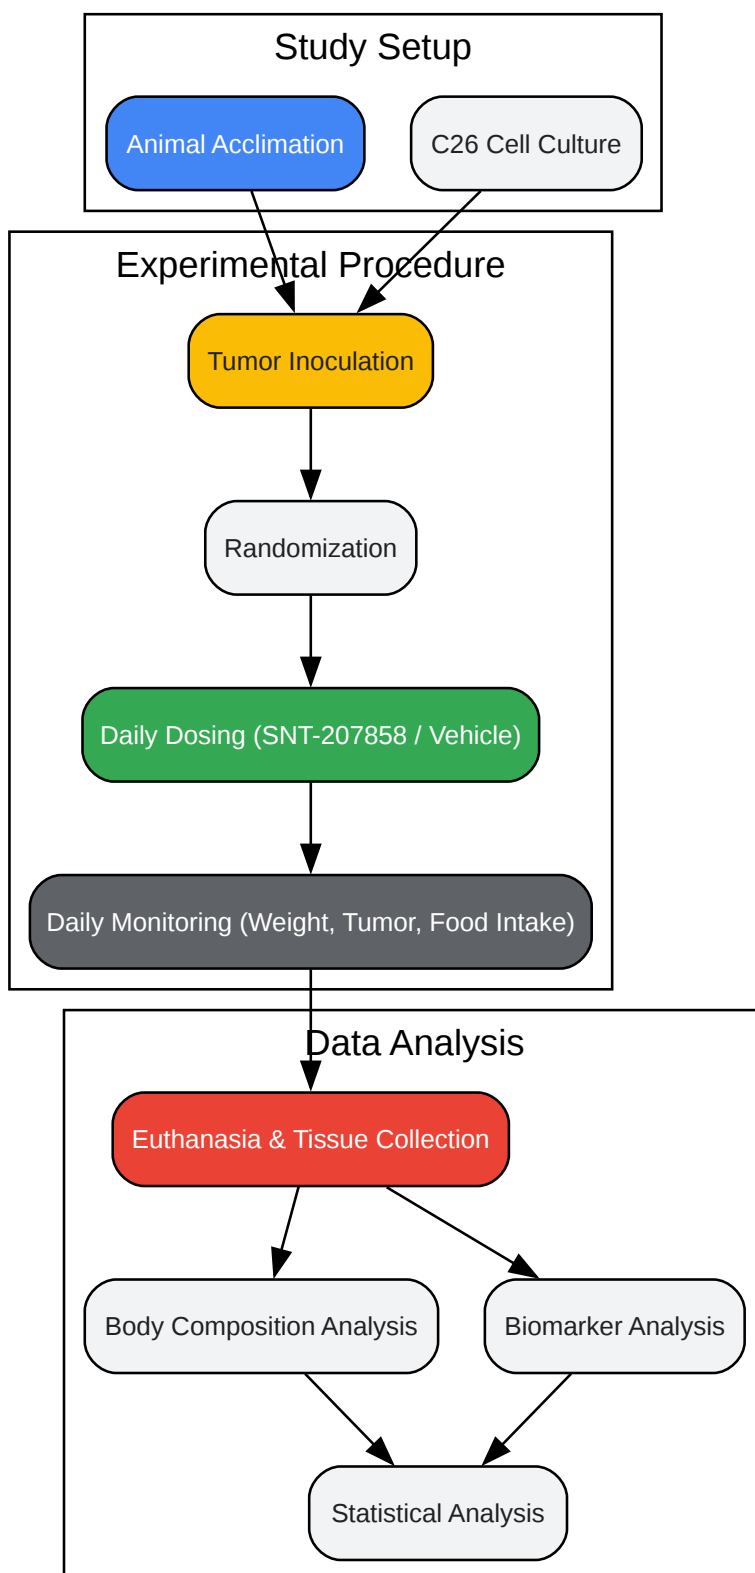 Study Setup
Animal Acclimation
C26 Cell Culture
Experimental Procedure
Tumor Inoculation
Randomization
Daily Dosing (SNT-207858 / Vehicle)
Daily Monitoring (Weight, Tumor, Food Intake)
Data Analysis
Euthanasia & Tissue Collection
Body Composition Analysis
Biomarker Analysis
Statistical Analysis